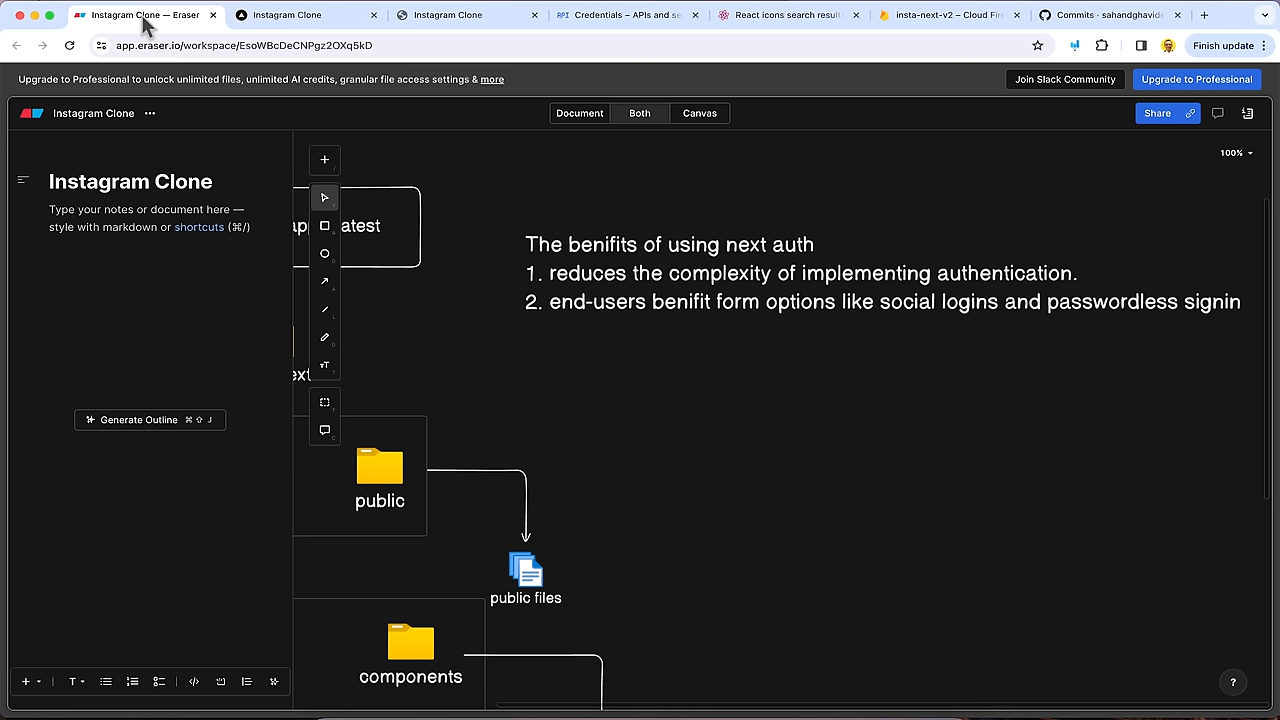 Instagram Clone — Eraser
Instagram Clone
Instagram Clone
Credentials – APIs and se
React icons search result
insta-next-v2 – Cloud Fire
Commits · sahandghavide
app.eraser.io/workspace/EsoWBcDeCNPgz2OXq5kD
Finish update
Upgrade to Professional to unlock unlimited files, unlimited AI credits, granular file access settings & more
Join Slack Community
Upgrade to Professional
Instagram Clone
Document
Both
Canvas
Share
100%
Instagram Clone
Type your notes or document here —
style with markdown or shortcuts (⌘/)
Generate Outline ⌘ ⇧ J
atest
The benifits of using next auth
1. reduces the complexity of implementing authentication.
2. end-users benifit form options like social logins and passwordless signin
ext
public
public files
components
?